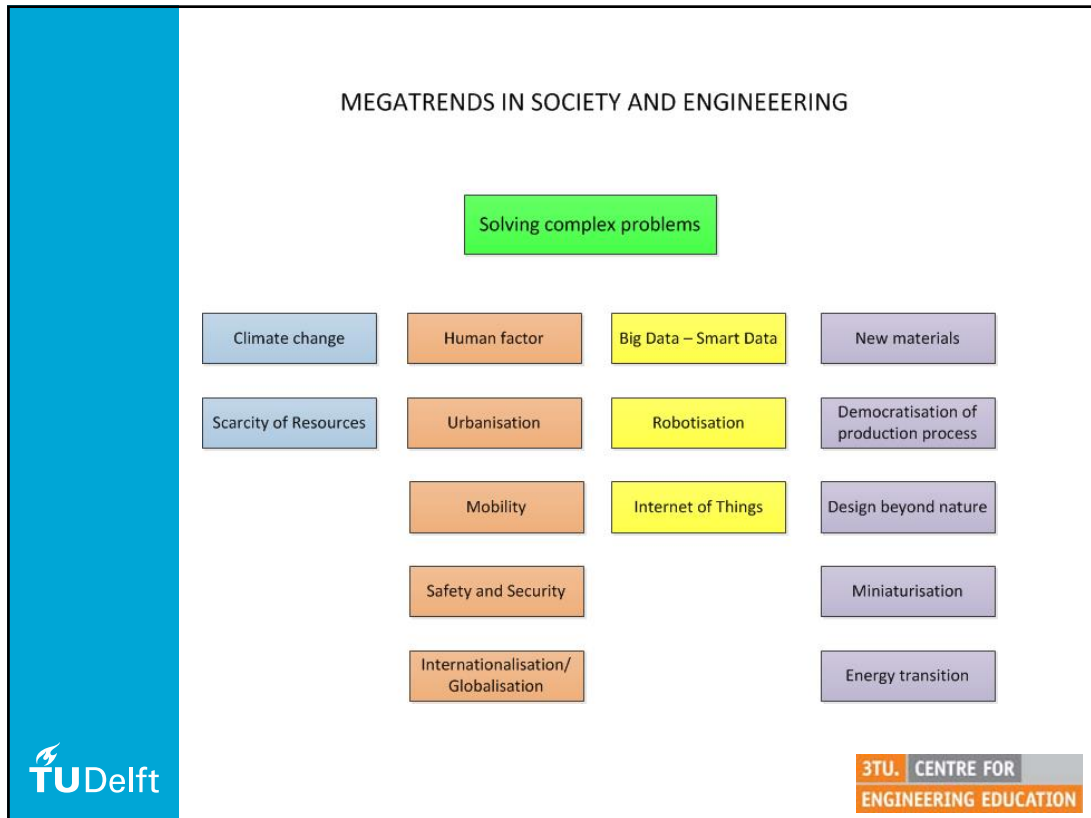 MEGATRENDS IN SOCIETY AND ENGINEEERING
Solving complex problems
Climate change
Human factor
Big Data – Smart Data
New materials
Scarcity of Resources
Urbanisation
Robotisation
Democratisation of
production process
Mobility
Internet of Things
Design beyond nature
Safety and Security
Miniaturisation
Internationalisation/
Globalisation
Energy transition
TUDelft
3TU. CENTRE FOR
ENGINEERING EDUCATION